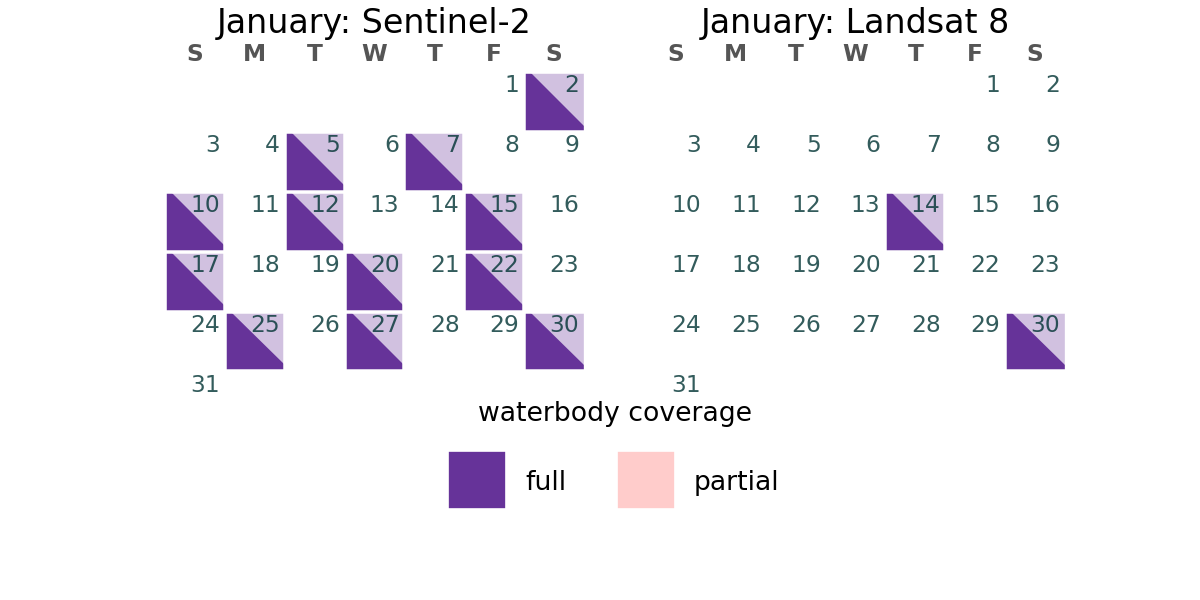 January: Sentinel-2
S M T W T F S
1 2
3 4 5 6 7 8 9
10 11 12 13 14 15 16
17 18 19 20 21 22 23
24 25 26 27 28 29 30
31
January: Landsat 8
S M T W T F S
1 2
3 4 5 6 7 8 9
10 11 12 13 14 15 16
17 18 19 20 21 22 23
24 25 26 27 28 29 30
31
waterbody coverage
full partial